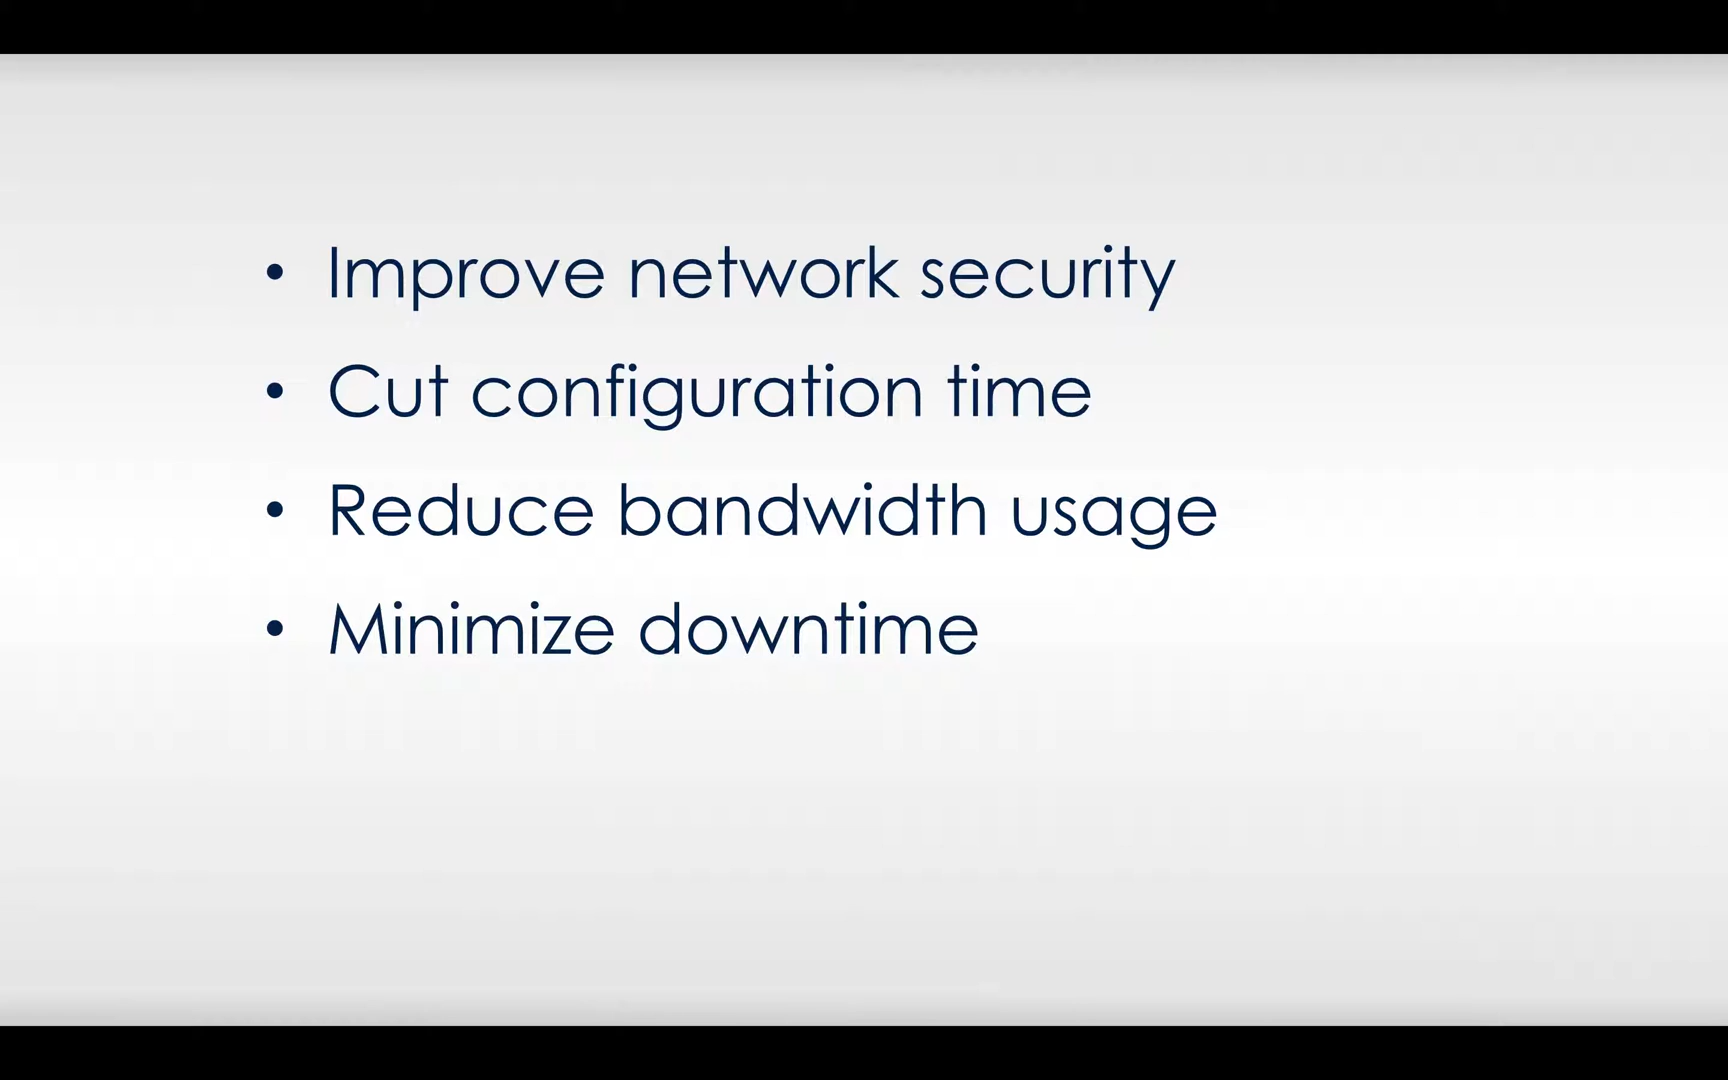 • Improve network security
• Cut configuration time
• Reduce bandwidth usage
• Minimize downtime